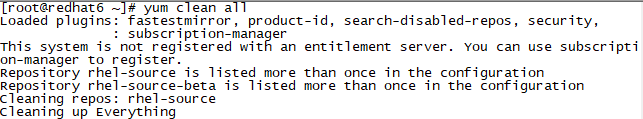 [root@redhat6 ~]# yum clean all
Loaded plugins: fastestmirror, product-id, search-disabled-repos, security,
: subscription-manager
This system is not registered with an entitlement server. You can use subscripti
on-manager to register.
Repository rhel-source is listed more than once in the configuration
Repository rhel-source-beta is listed more than once in the configuration
Cleaning repos: rhel-source
Cleaning up Everything